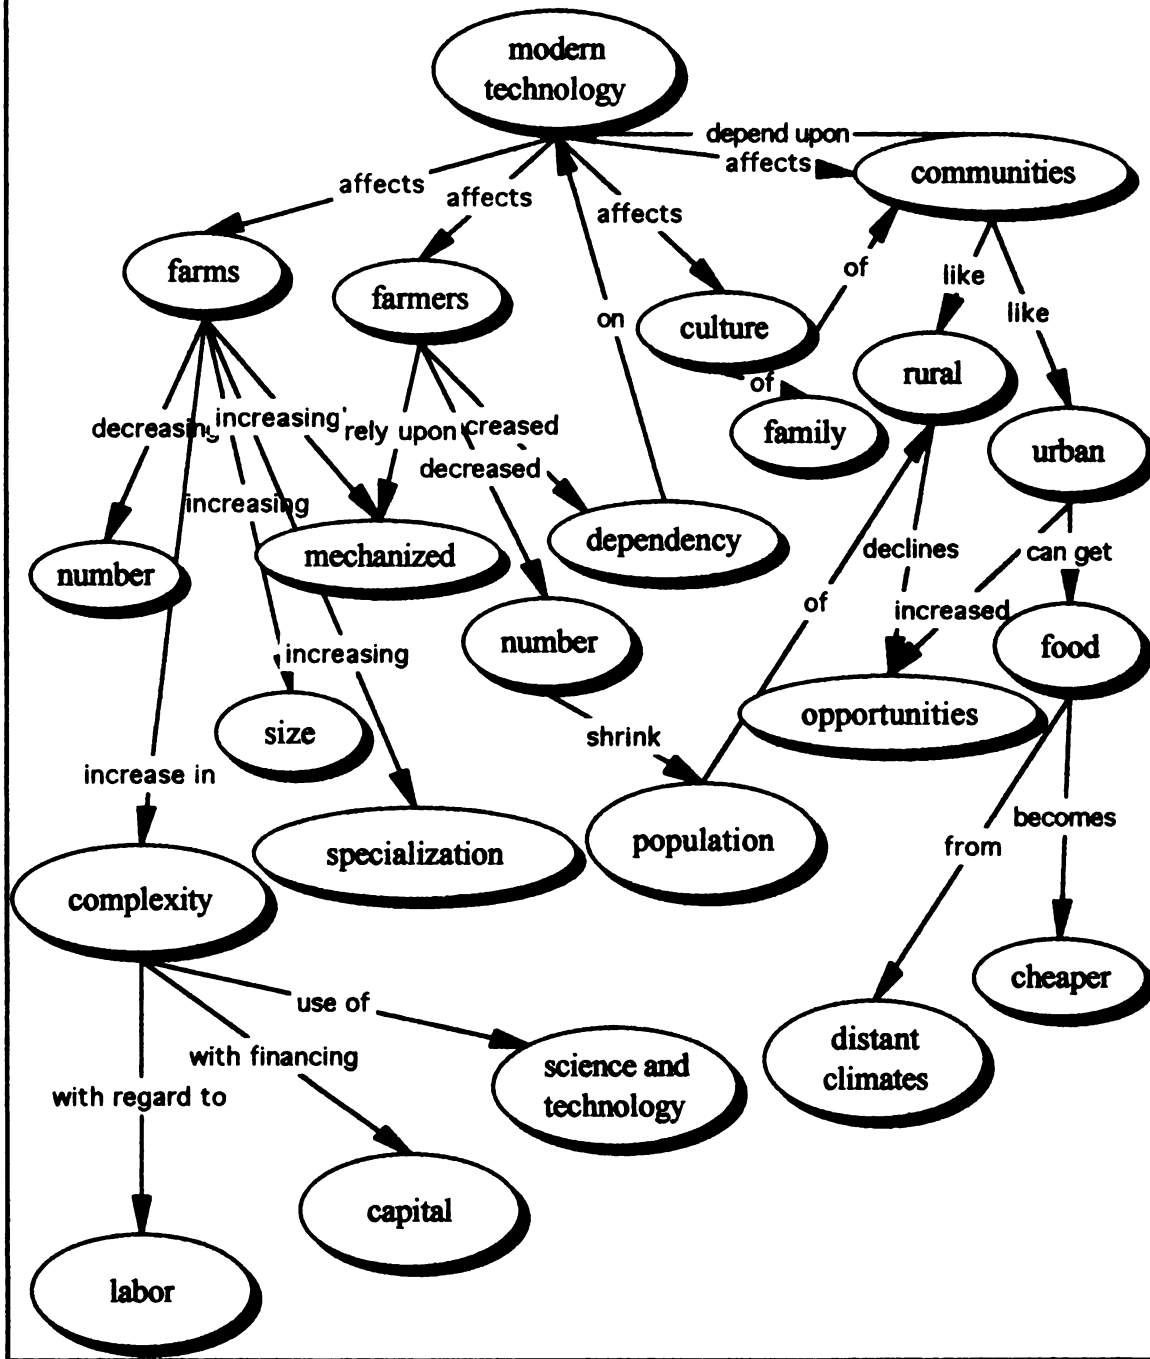 modern
technology
depend upon
affects
communities
affects
affects
affects
farms
farmers
culture
of
like
like
on
rural
of
family
urban
decreasing
increasing
rely upon
creased
decreased
increasing
number
mechanized
dependency
declines
can get
of
increased
number
food
increasing
size
shrink
opportunities
increase in
specialization
population
becomes
from
complexity
cheaper
use of
with financing
with regard to
science and
technology
distant
climates
capital
labor